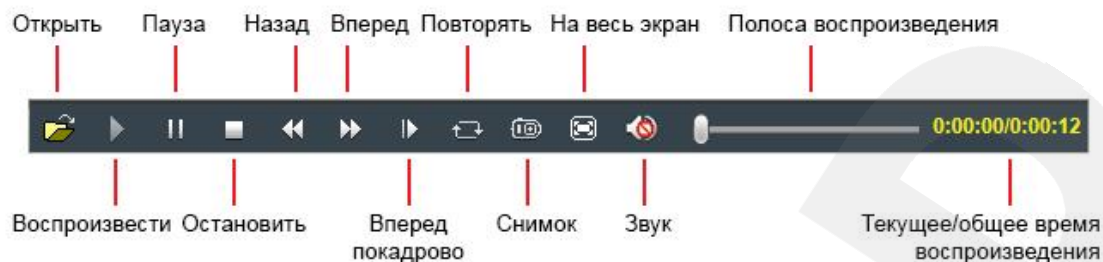 Открыть Пауза Назад Вперед Повторять На весь экран Полоса воспроизведения
0:00:00/0:00:12
Воспроизвести Остановить Вперед покадрово Снимок Звук Текущее/общее время воспроизведения